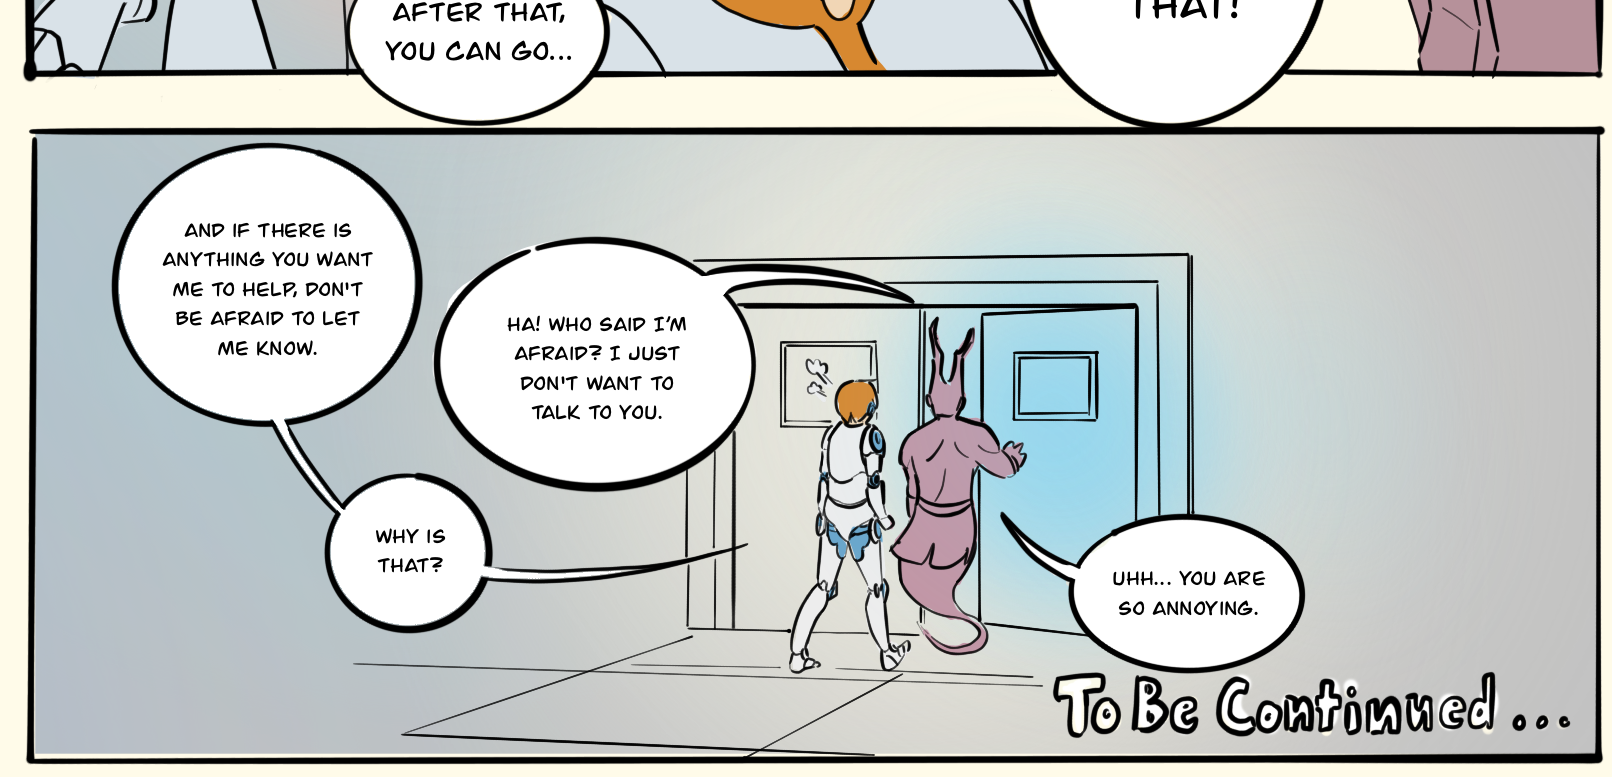 AFTER THAT,
YOU CAN GO...
THAT!
AND IF THERE IS
ANYTHING YOU WANT
ME TO HELP, DON'T
BE AFRAID TO LET
ME KNOW.
HA! WHO SAID I'M
AFRAID? I JUST
DON'T WANT TO
TALK TO YOU.
WHY IS
THAT?
UHH... YOU ARE
SO ANNOYING.
To Be Continued...